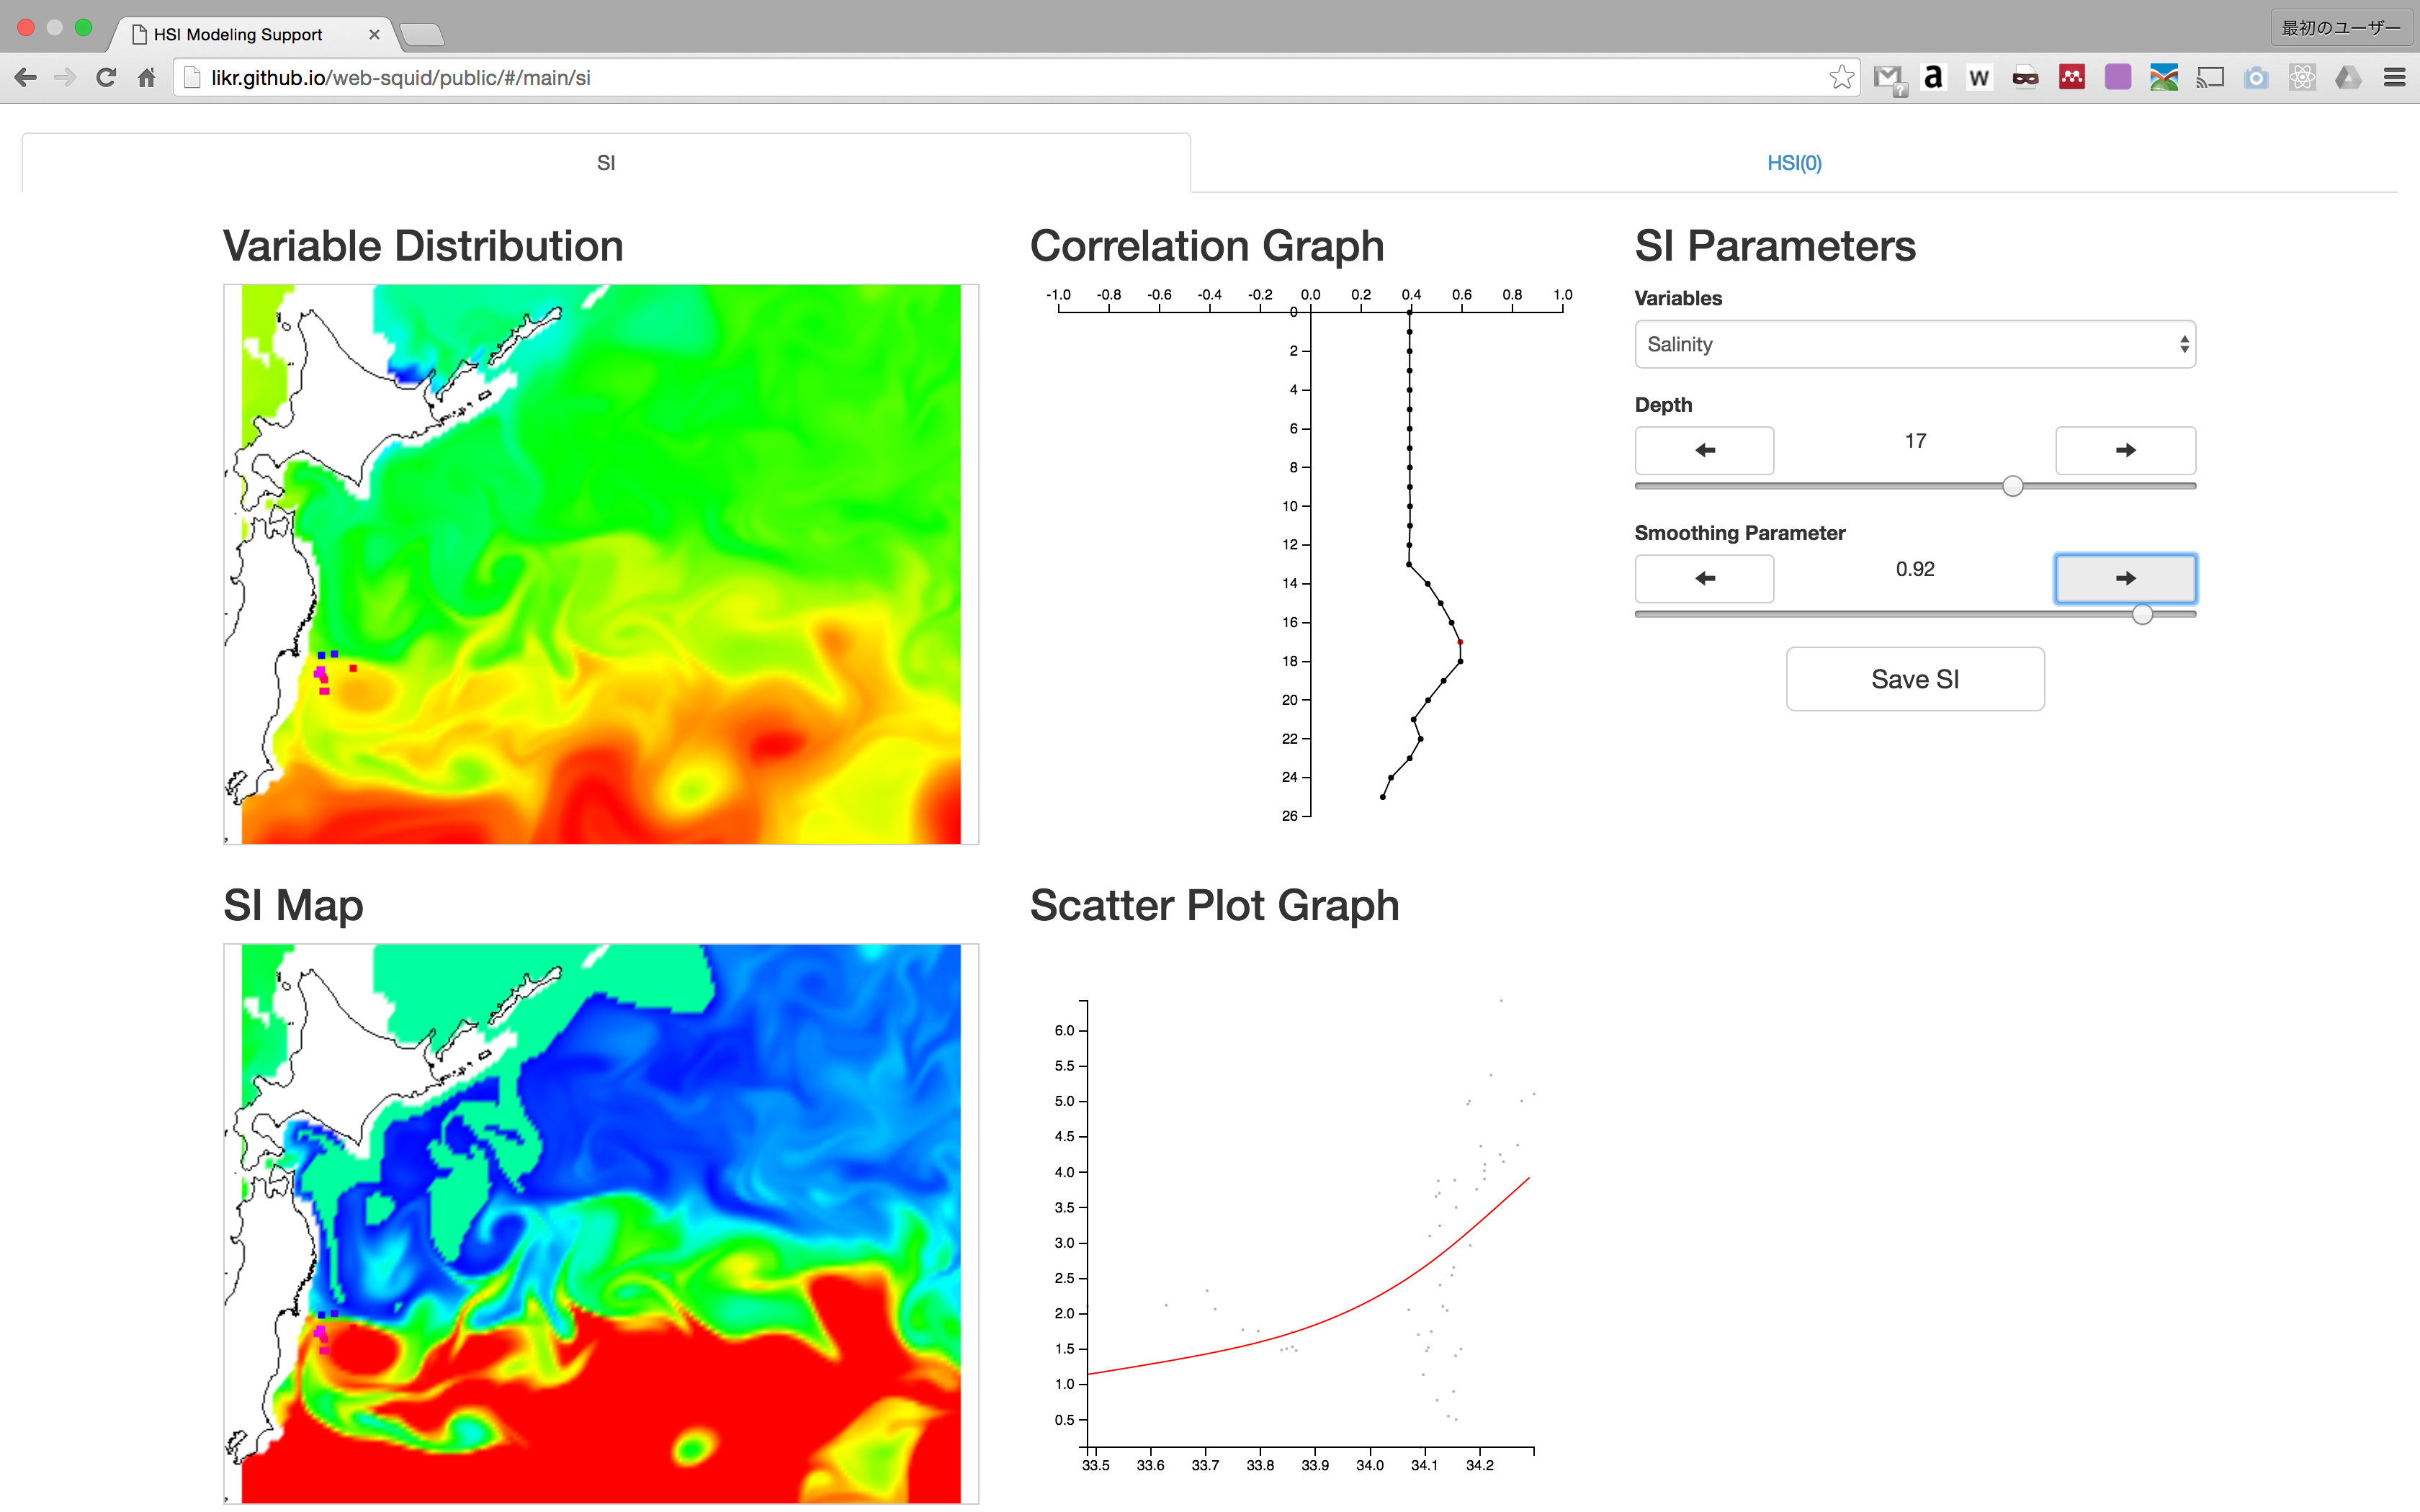 HSI Modeling Support
最初のユーザー
likr.github.io/web-squid/public/#/main/si
?
a
w
SI
HSI(0)
Variable Distribution
Correlation Graph
-1.0 -0.8 -0.6 -0.4 -0.2 0.0 0.2 0.4 0.6 0.8 1.0
0
2
4
6
8
10
12
14
16
18
20
22
24
26
SI Parameters
Variables
Salinity
Depth
17
Smoothing Parameter
0.92
Save SI
SI Map
Scatter Plot Graph
6.0
5.5
5.0
4.5
4.0
3.5
3.0
2.5
2.0
1.5
1.0
0.5
33.5 33.6 33.7 33.8 33.9 34.0 34.1 34.2